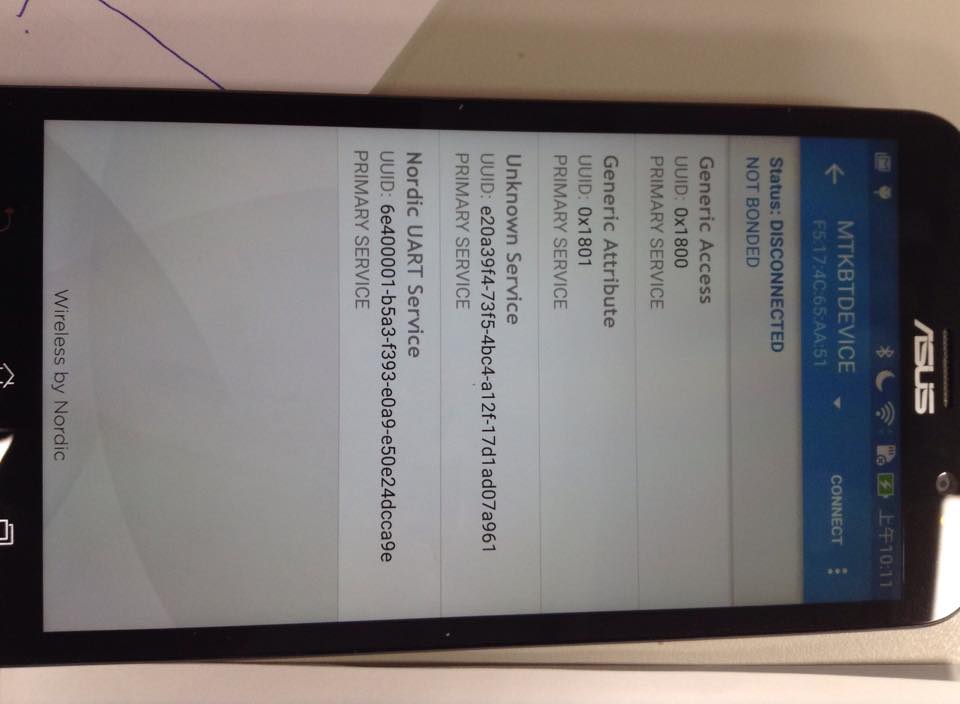 ASUS
上午10:11
MTKBTDEVICE
F5:17:4C:65:AA:51
CONNECT
Status: DISCONNECTED
NOT BONDED
Generic Access
UUID: 0x1800
PRIMARY SERVICE
Generic Attribute
UUID: 0x1801
PRIMARY SERVICE
Unknown Service
UUID: e20a39f4-73f5-4bc4-a12f-17d1ad07a961
PRIMARY SERVICE
Nordic UART Service
UUID: 6e400001-b5a3-f393-e0a9-e50e24dcca9e
PRIMARY SERVICE
Wireless by Nordic